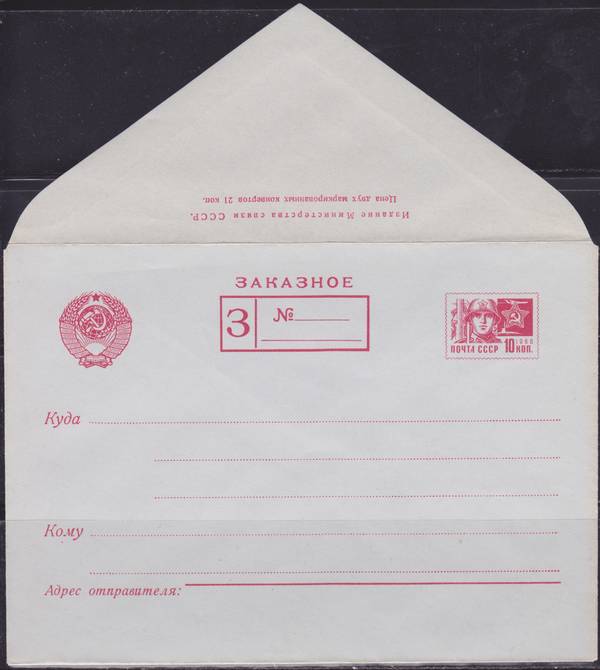 Издание Министерства связи СССР.
Цена двух маркированных конвертов 21 коп.
ЗАКАЗНОЕ
З №
ПОЧТА СССР 10 КОП. 1966
Куда
Кому
Адрес отправителя: